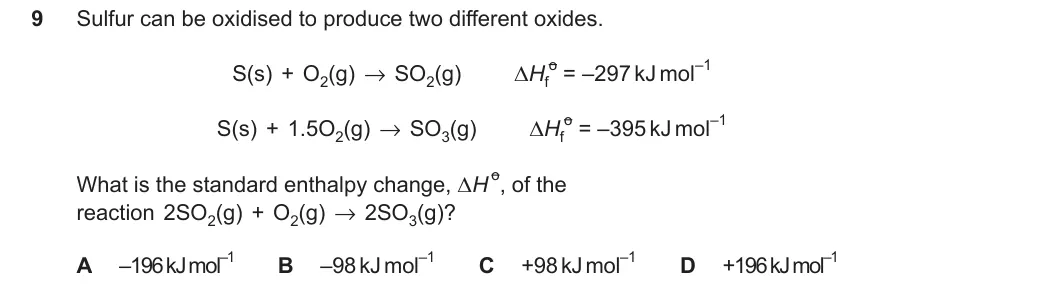 9 Sulfur can be oxidised to produce two different oxides.
S(s) + O₂(g) → SO₂(g) ΔH_f^⦵ = –297 kJ mol⁻¹
S(s) + 1.5O₂(g) → SO₃(g) ΔH_f^⦵ = –395 kJ mol⁻¹
What is the standard enthalpy change, ΔH^⦵, of the
reaction 2SO₂(g) + O₂(g) → 2SO₃(g)?
A –196 kJ mol⁻¹ B –98 kJ mol⁻¹ C +98 kJ mol⁻¹ D +196 kJ mol⁻¹